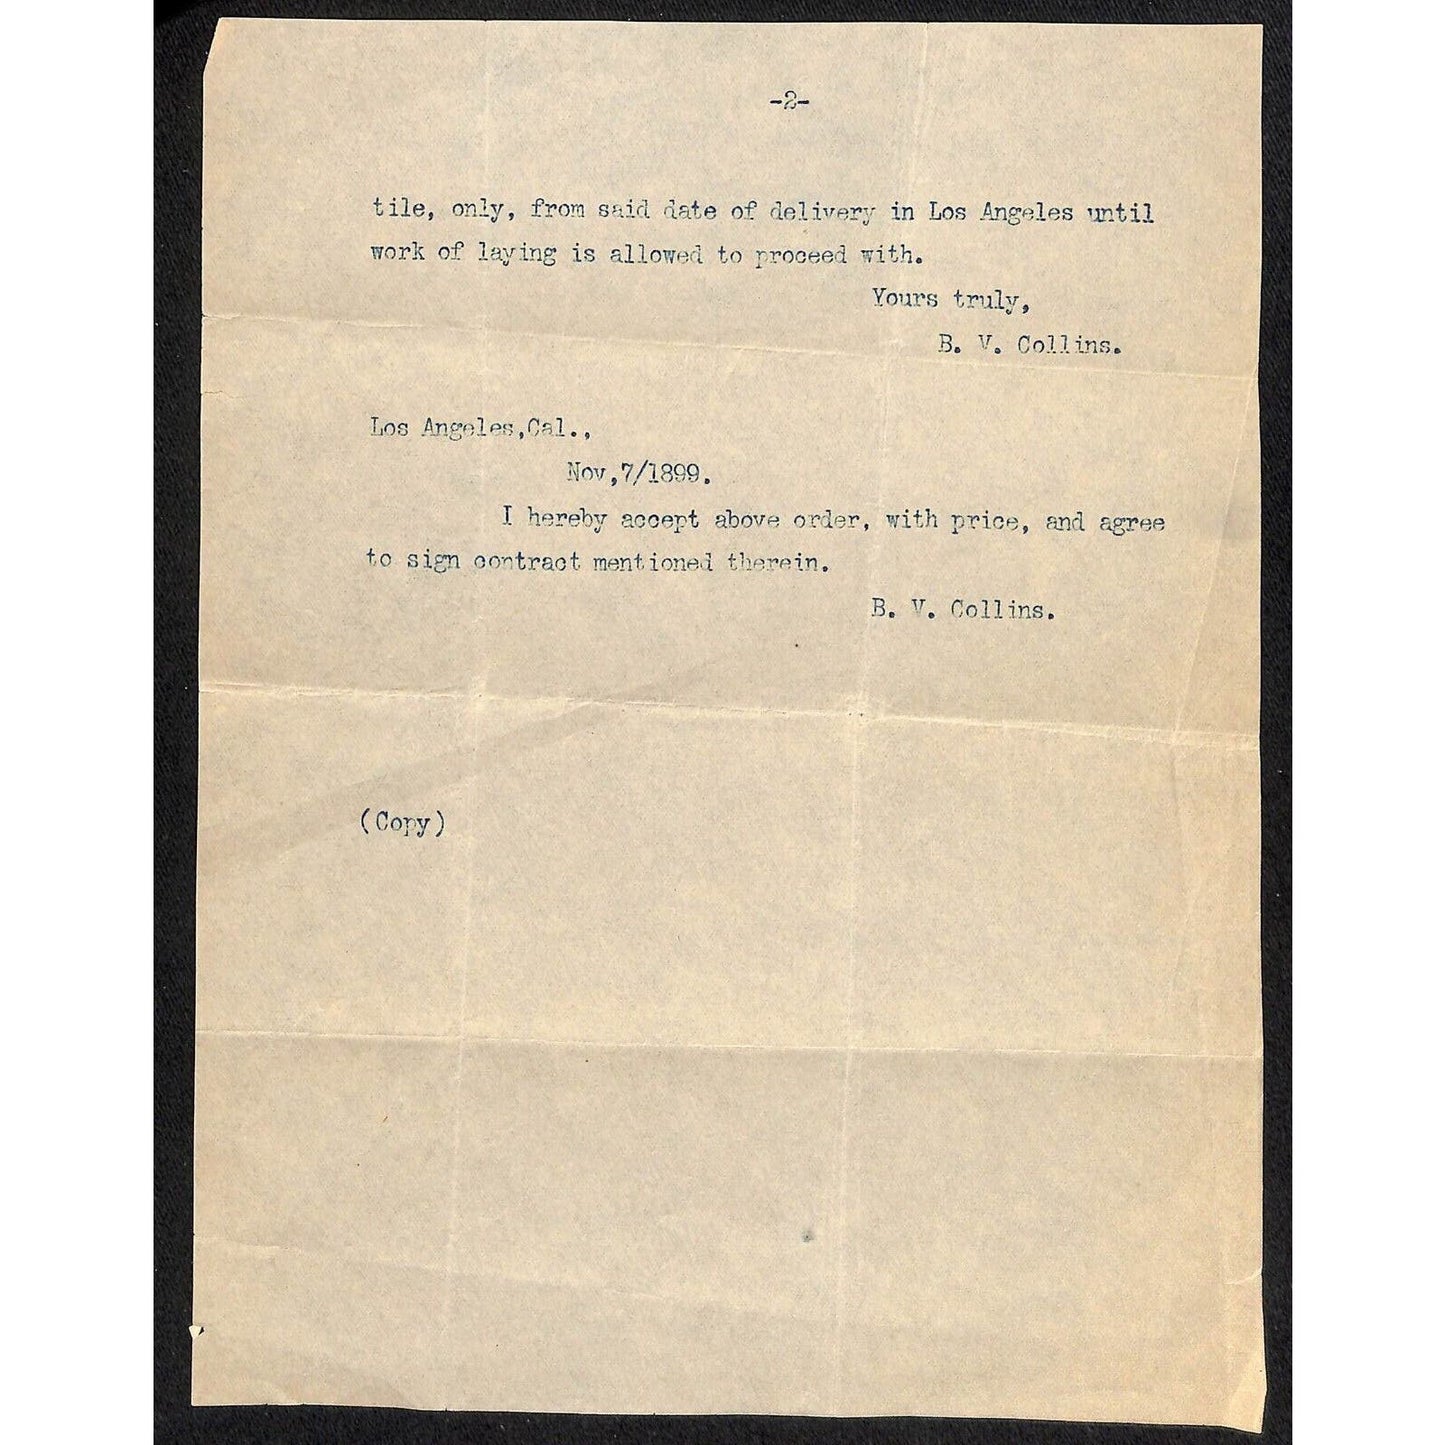 -2-
tile, only, from said date of delivery in Los Angeles until
work of laying is allowed to proceed with.
Yours truly,
B. V. Collins.
Los Angeles,Cal.,
Nov,7/1899.
I hereby accept above order, with price, and agree
to sign contract mentioned therein.
B. V. Collins.
(Copy)